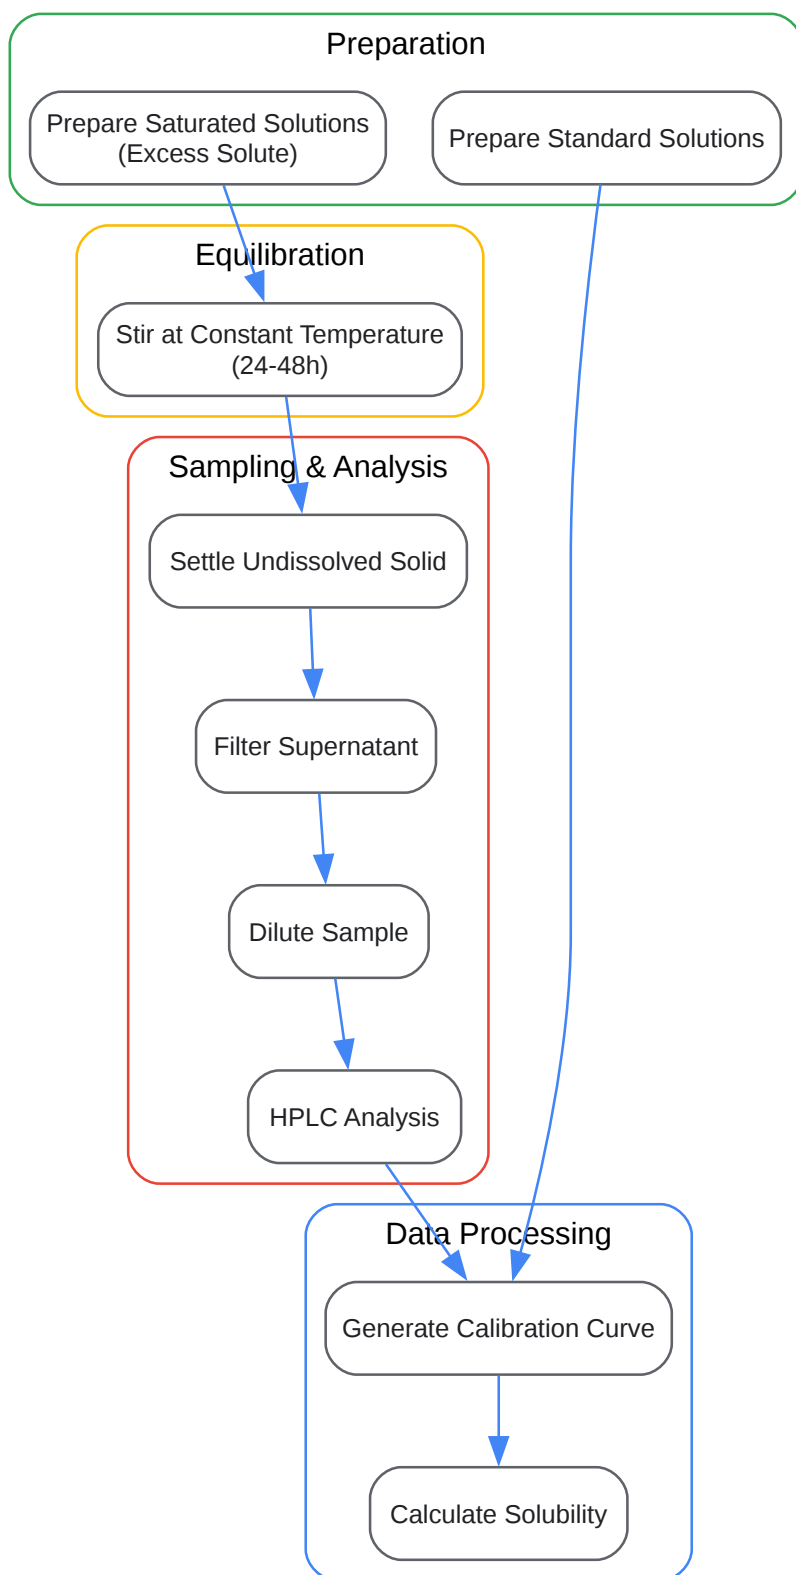 Preparation
Prepare Saturated Solutions
(Excess Solute)
Prepare Standard Solutions
Equilibration
Stir at Constant Temperature
(24-48h)
Sampling & Analysis
Settle Undissolved Solid
Filter Supernatant
Dilute Sample
HPLC Analysis
Data Processing
Generate Calibration Curve
Calculate Solubility